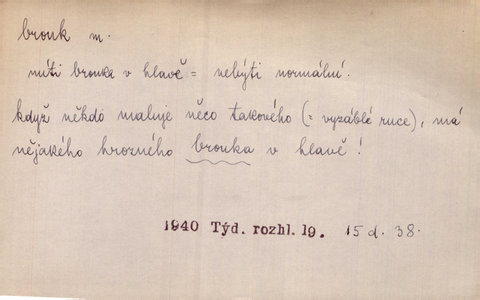 brouk m.
míti brouka v hlavě = nebýti normální.
když někdo maluje něco takového (= vyzáblé ruce), má
nějakého hrozného brouka v hlavě!
1940 Týd. rozhl. 19. 15 d. 38.